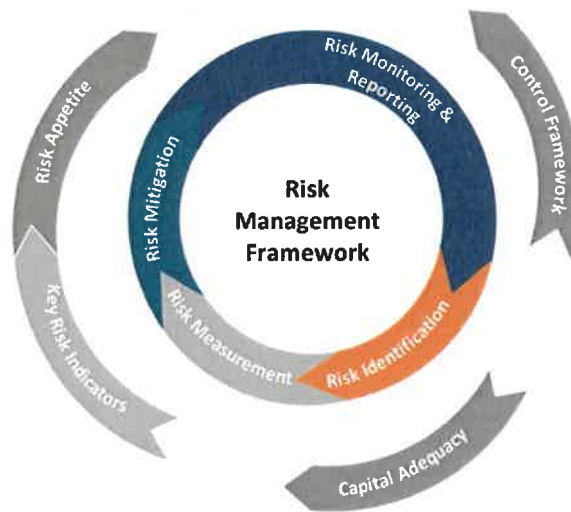 Risk Monitoring &
Reporting
Control Framework
Risk Appetite
Risk Mitigation
Risk
Management
Framework
Key Risk Indicators
Risk Measurement
Risk Identification
Capital Adequacy